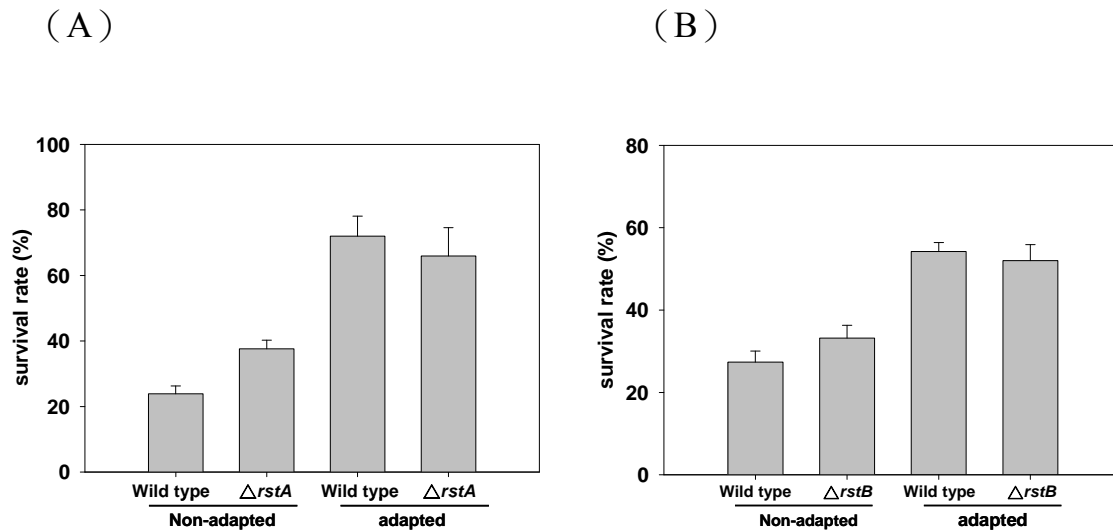 (A)
(B)
100
80
60
40
20
0
survival rate (%)
Wild type △rstA Wild type △rstA
Non-adapted adapted
80
60
40
20
0
survival rate (%)
Wild type △rstB Wild type △rstB
Non-adapted adapted